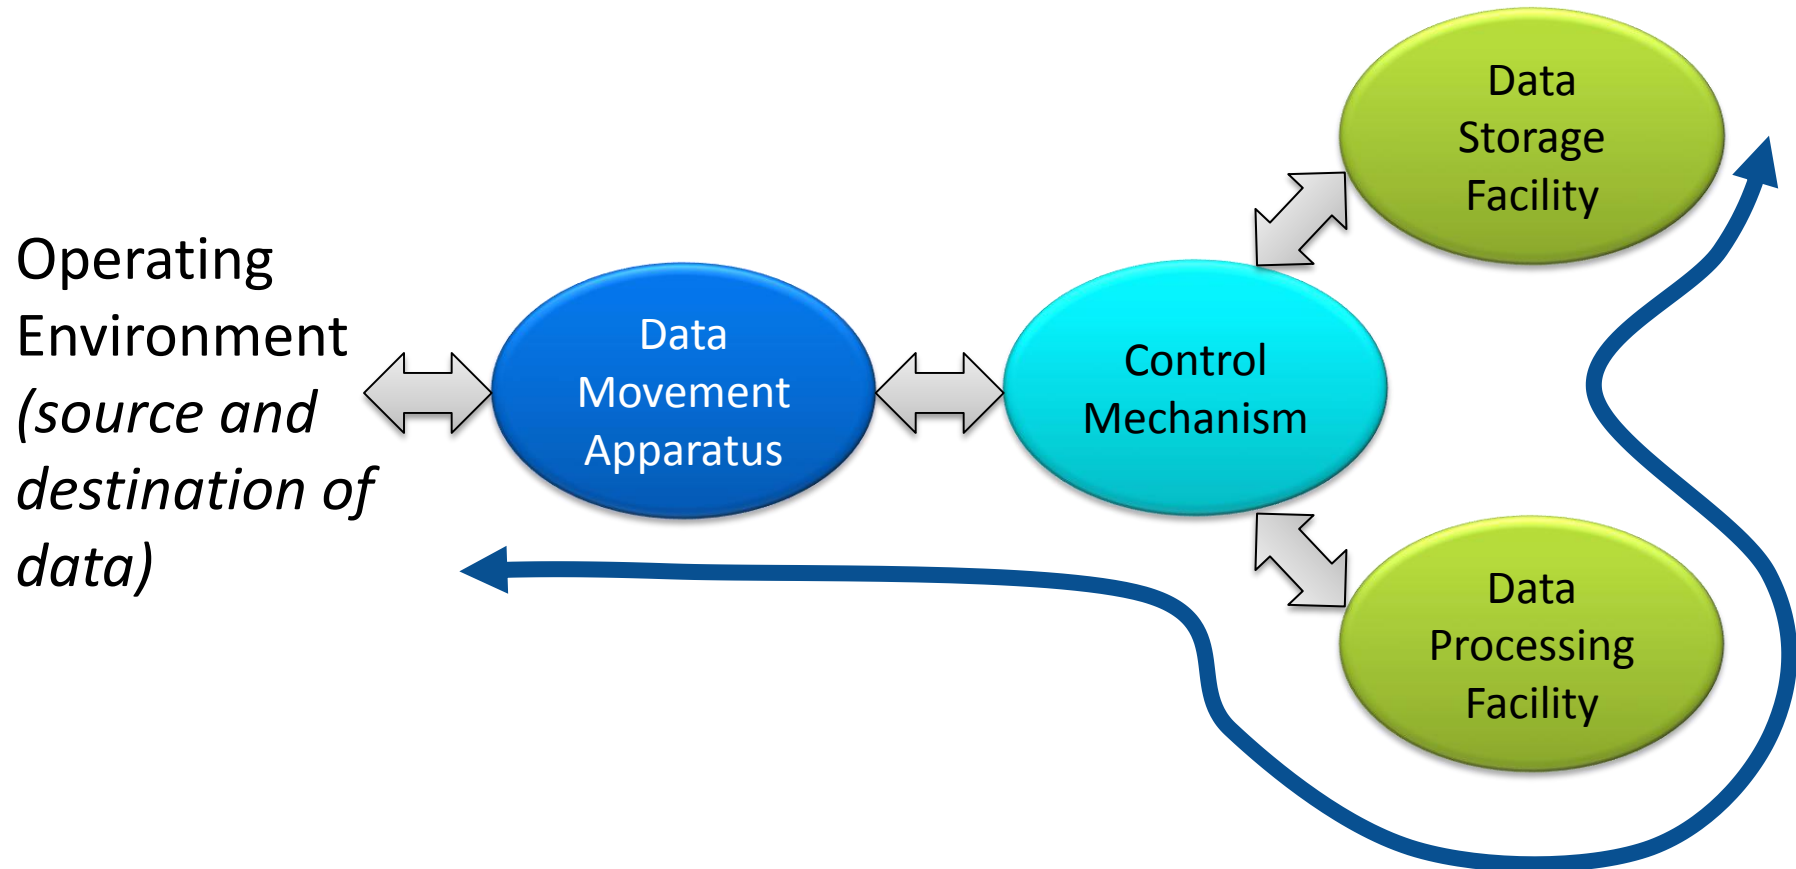 Operating
Environment
(source and
destination of
data)
Data
Movement
Apparatus
Control
Mechanism
Data
Storage
Facility
Data
Processing
Facility